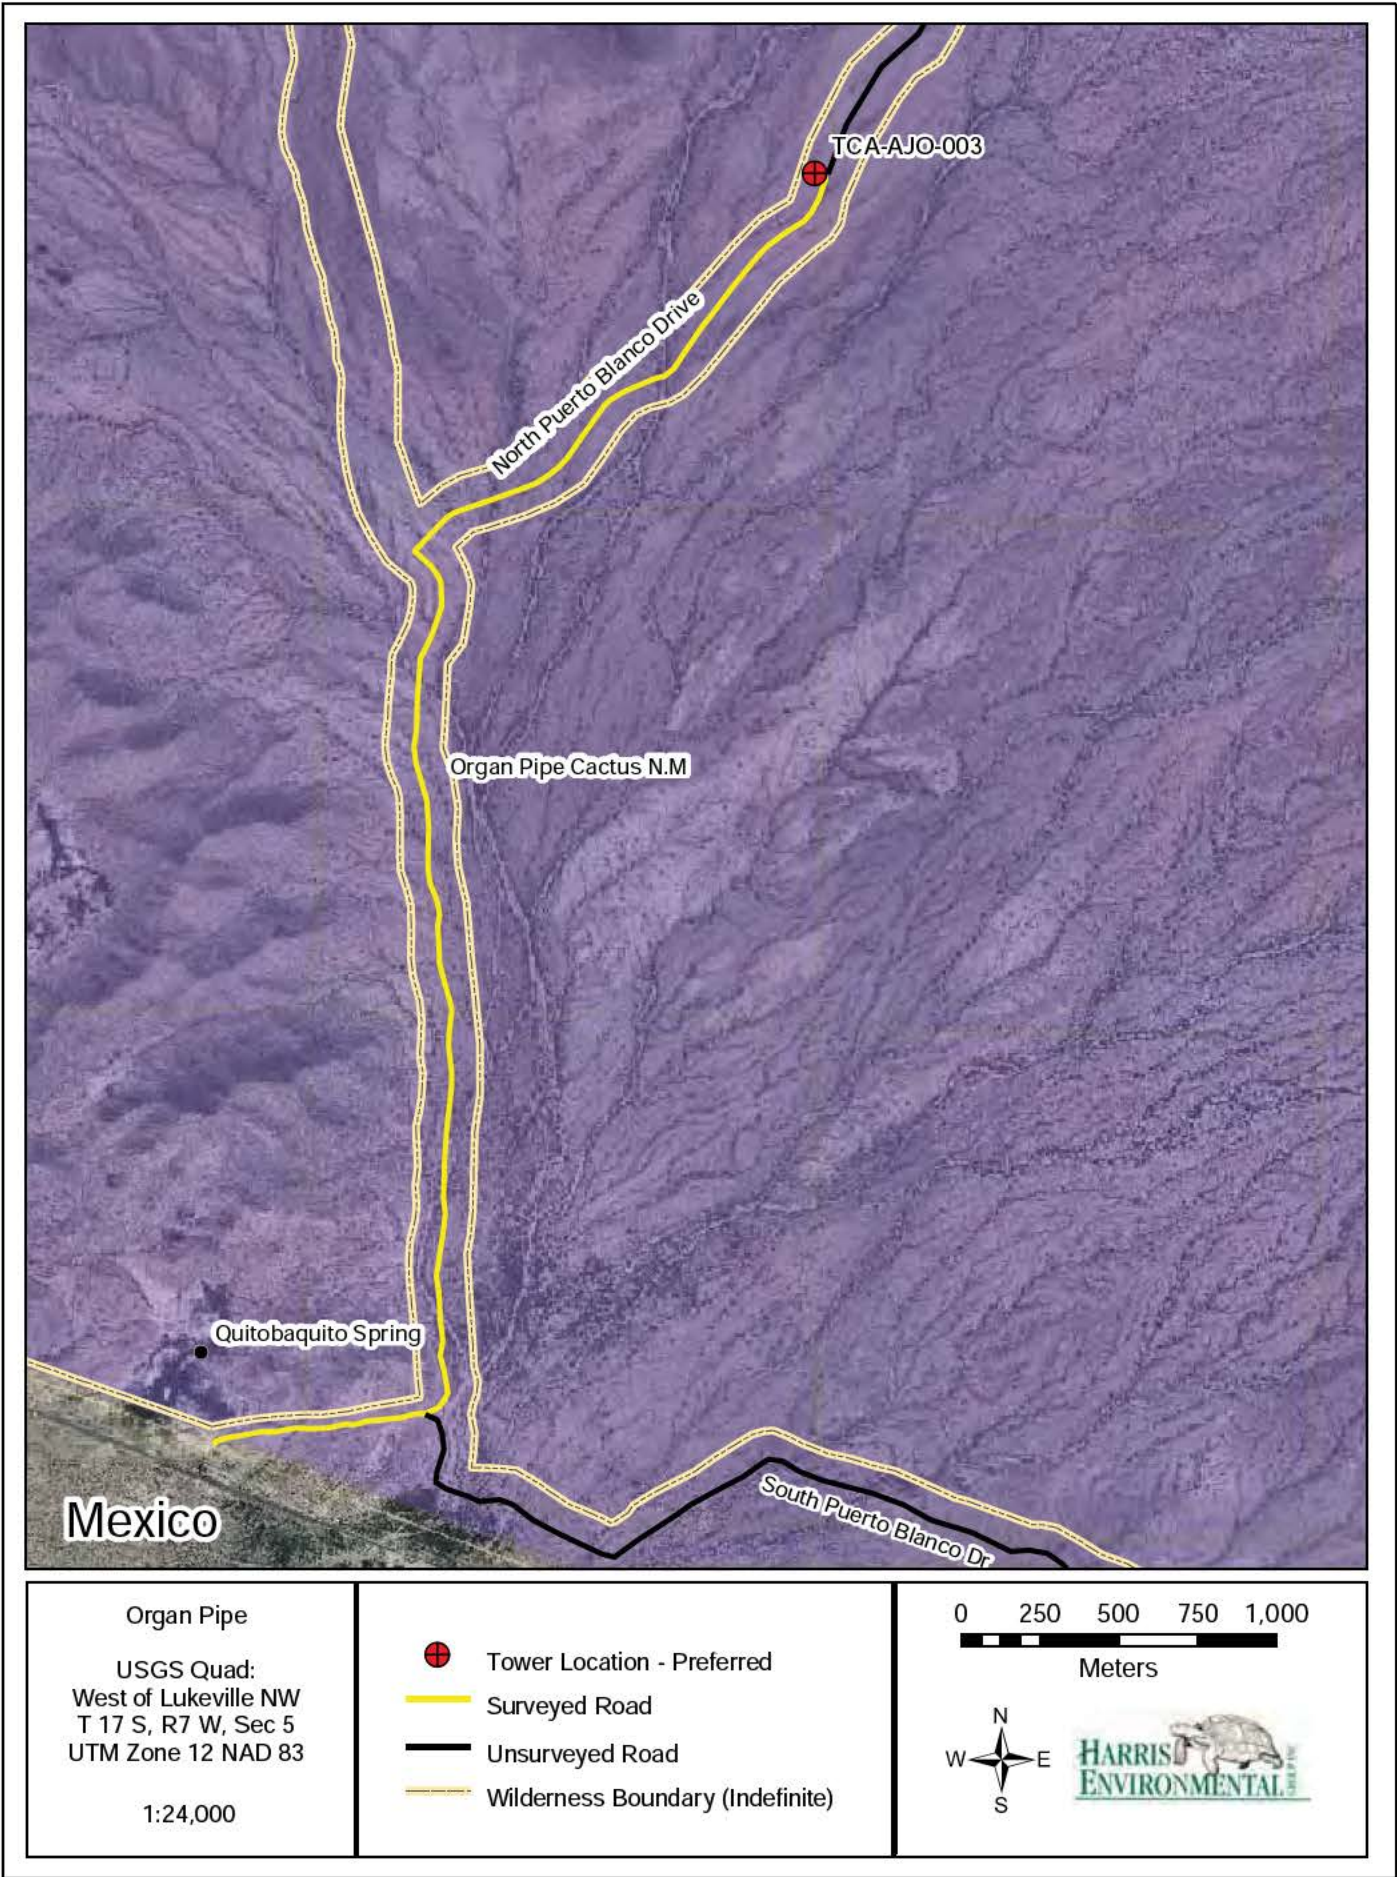 TCA-AJO-003
North Puerto Blanco Drive
Organ Pipe Cactus N.M
Quitobaquito Spring
Mexico
South Puerto Blanco Dr
Organ Pipe
USGS Quad:
West of Lukeville NW
T 17 S, R7 W, Sec 5
UTM Zone 12 NAD 83
1:24,000
Tower Location - Preferred
Surveyed Road
Unsurveyed Road
Wilderness Boundary (Indefinite)
0 250 500 750 1,000
Meters
N
W E
S
HARRIS
ENVIRONMENTAL